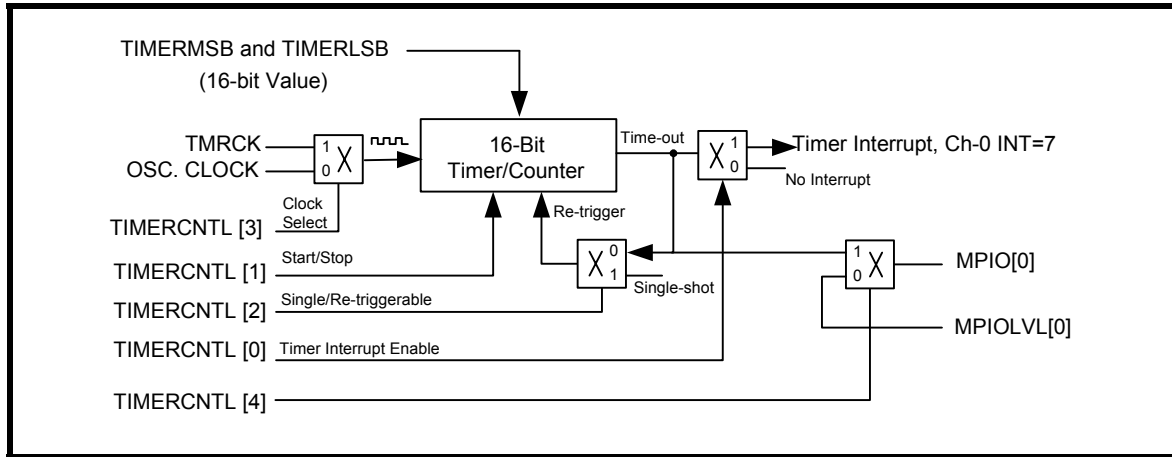 TIMERMSB and TIMERLSB
(16-bit Value)
TMRCK
OSC. CLOCK
1
0
X
16-Bit
Timer/Counter
Time-out
X
1
0
Timer Interrupt, Ch-0 INT=7
No Interrupt
Clock
Select
TIMERCNTL [3]
Re-trigger
Start/Stop
TIMERCNTL [1]
X
0
1
Single-shot
1
0
X
MPIO[0]
Single/Re-triggerable
TIMERCNTL [2]
MPIOLVL[0]
TIMERCNTL [0]
Timer Interrupt Enable
TIMERCNTL [4]